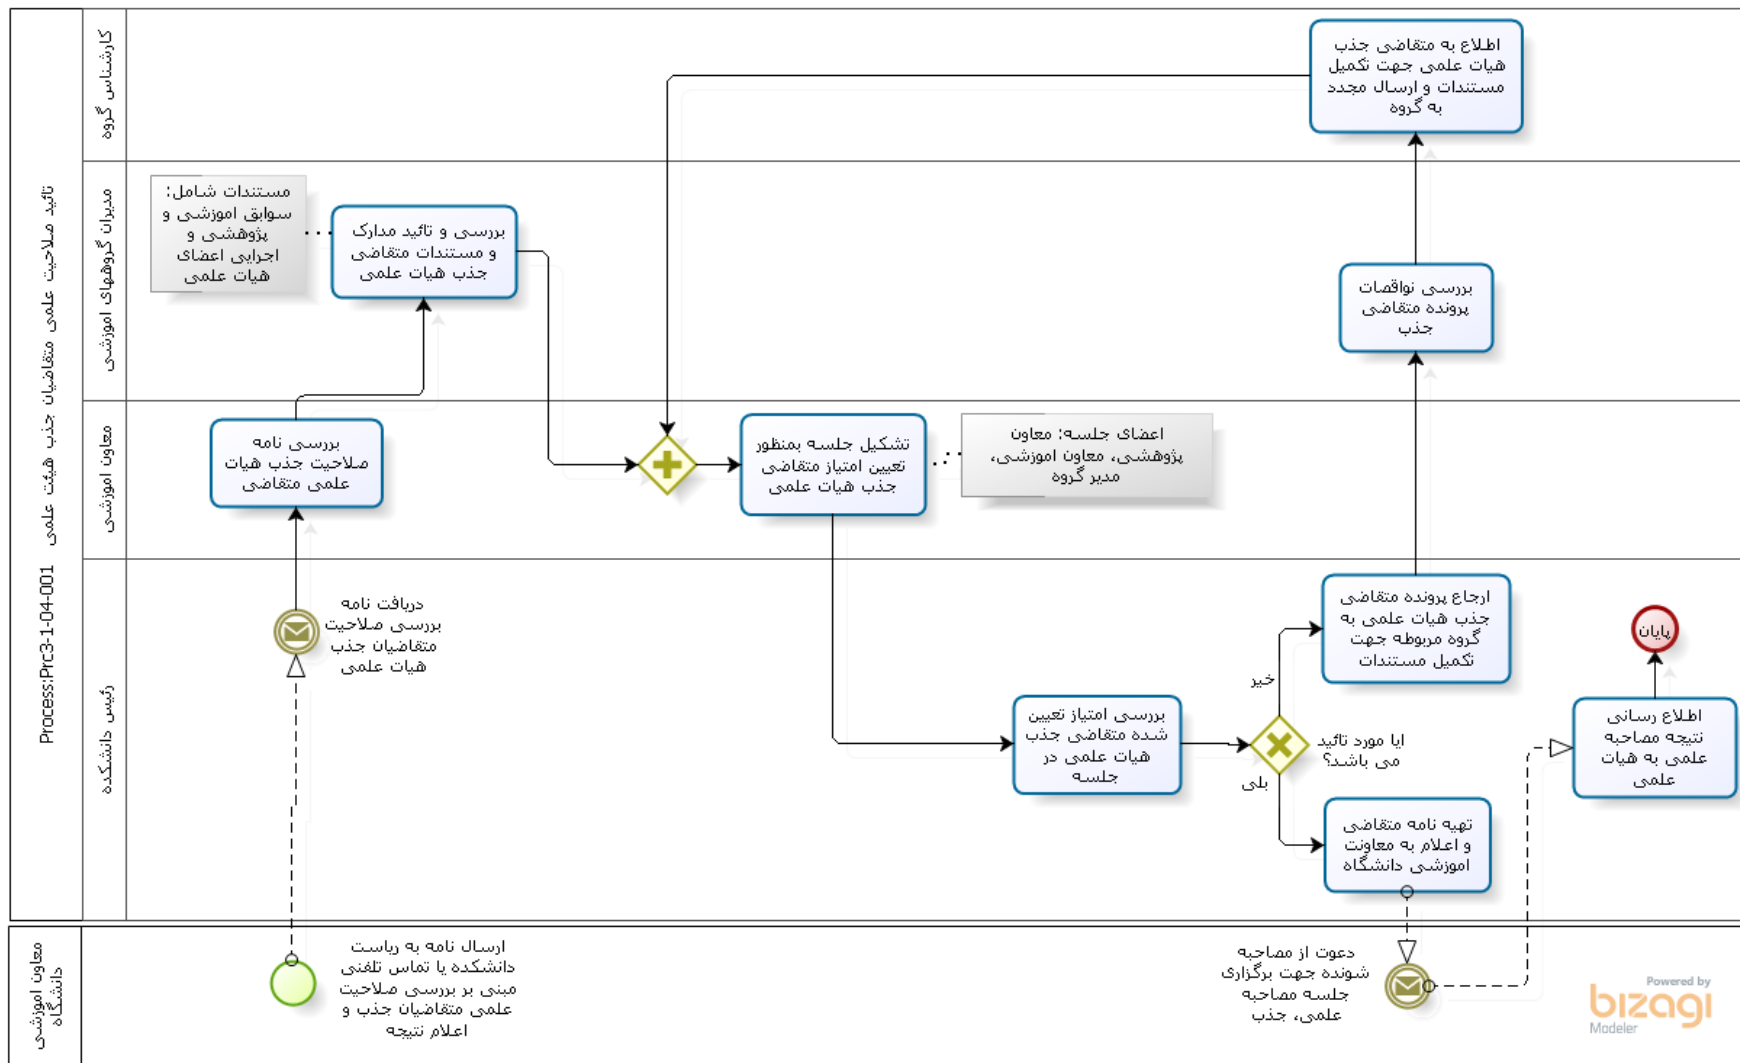 Process:Prc3-1-04-001 تائید صلاحیت علمی متقاضیان جذب هیئت علمی
کارشناس گروه
اطلاع به متقاضی جذب
هیات علمی جهت تکمیل
مستندات و ارسال مجدد
به گروه
مدیران گروههای اموزشی
مستندات شامل:
سوابق اموزشی و
پژوهشی و
اجرایی اعضای
هیات علمی
بررسی و تائید مدارک
و مستندات متقاضی
جذب هیات علمی
بررسی نواقصات
پرونده متقاضی
جذب
معاون اموزشی
بررسی نامه
صلاحیت جذب هیات
علمی متقاضی
تشکیل جلسه بمنظور
تعیین امتیاز متقاضی
جذب هیات علمی
اعضای جلسه: معاون
پژوهشی، معاون اموزشی،
مدیر گروه
رئیس دانشکده
دریافت نامه
بررسی صلاحیت
متقاضیان جذب
هیات علمی
بررسی امتیاز تعیین
شده متقاضی جذب
هیات علمی در
جلسه
ایا مورد تائید
می باشد؟
خیر
بلی
ارجاع پرونده متقاضی
جذب هیات علمی به
گروه مربوطه جهت
تکمیل مستندات
تهیه نامه متقاضی
و اعلام به معاونت
اموزشی دانشگاه
پایان
اطلاع رسانی
نتیجه مصاحبه
علمی به هیات
علمی
معاون اموزشی
دانشگاه
ارسال نامه به ریاست
دانشکده یا تماس تلفنی
مبنی بر بررسی صلاحیت
علمی متقاضیان جذب و
اعلام نتیجه
دعوت از مصاحبه
شونده جهت برگزاری
جلسه مصاحبه
علمی، جذب
Powered by
bizagi
Modeler